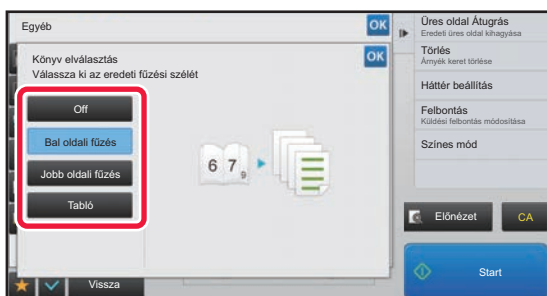 Egyéb
OK
Könyv elválasztás
OK
Válassza ki az eredeti fűzési szélét
Off
Bal oldali fűzés
Jobb oldali fűzés
Tabló
6 7 9
Vissza
Üres oldal Átugrás
Eredeti üres oldal kihagyása
Törlés
Árnyék keret törlése
Háttér beállítás
Felbontás
Küldési felbontás módosítása
Színes mód
Előnézet
CA
Start